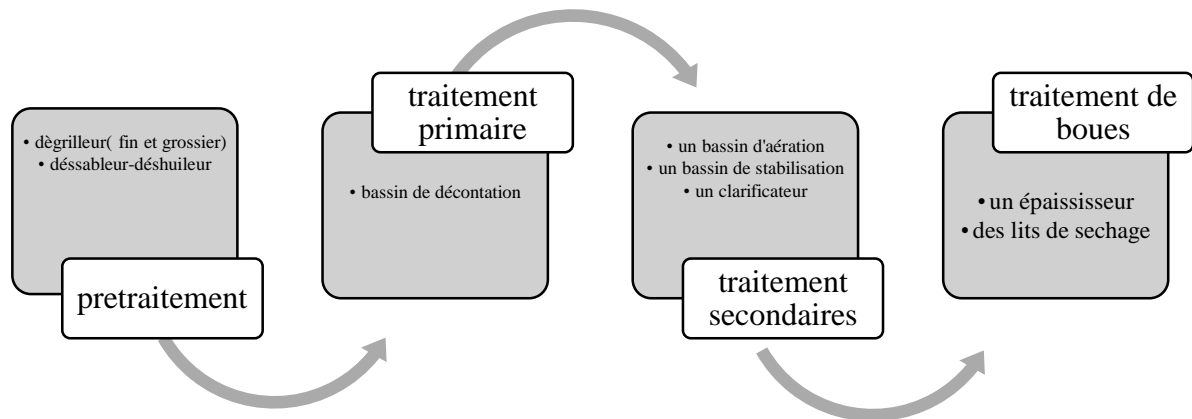 • dègrilleur( fin et grossier)
• déssableur-déshuileur
pretraitement
traitement
primaire
• bassin de décontation
• un bassin d'aération
• un bassin de stabilisation
• un clarificateur
traitement
secondaires
traitement de
boues
• un épaississeur
• des lits de sechage